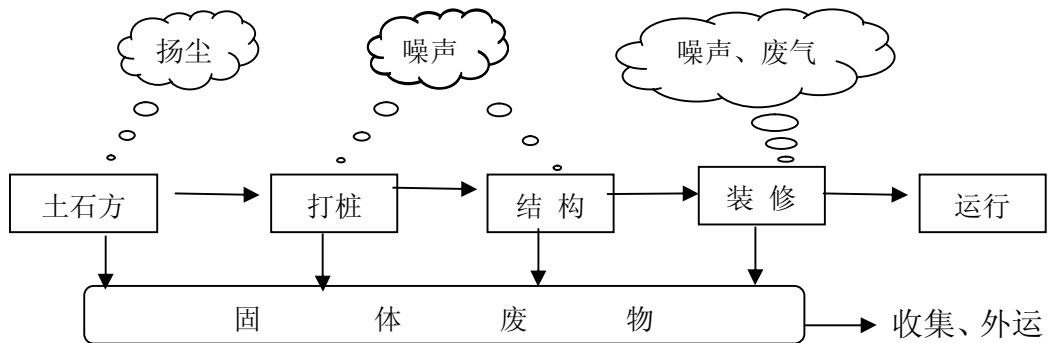 扬尘
噪声
噪声、废气
土石方
打桩
结 构
装 修
运行
固 体 废 物
收集、外运